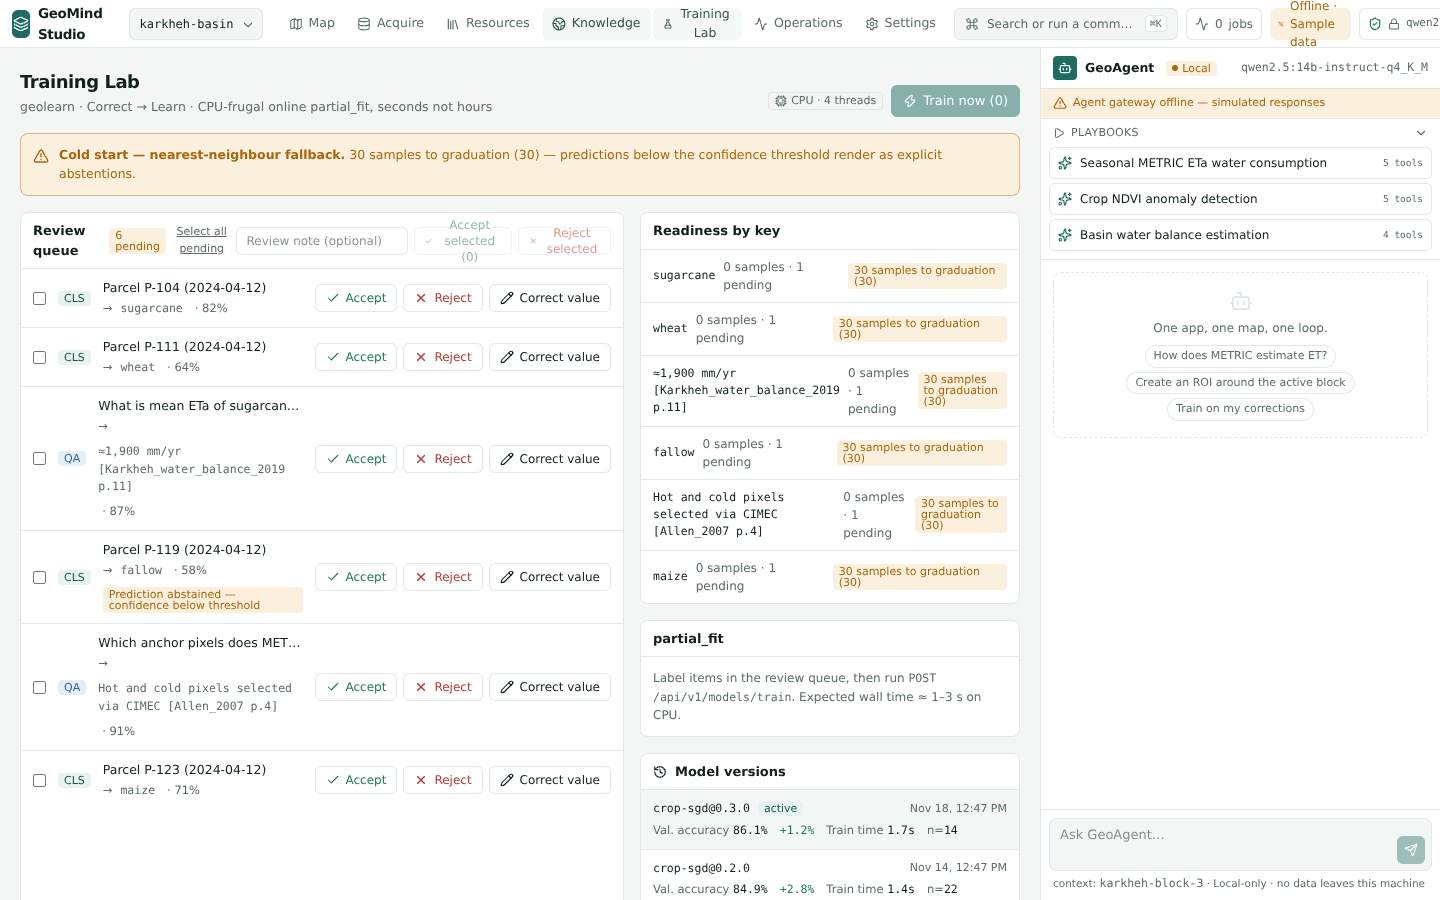 GeoMind Studio
karkheh-basin
Map
Acquire
Resources
Knowledge
Training Lab
Operations
Settings
Search or run a comm… ⌘K
0 jobs
Offline · Sample data
qwen2
Training Lab
geolearn · Correct → Learn · CPU-frugal online partial_fit, seconds not hours
CPU · 4 threads
Train now (0)
Cold start — nearest-neighbour fallback. 30 samples to graduation (30) — predictions below the confidence threshold render as explicit
abstentions.
Review queue
6 pending
Select all pending
Review note (optional)
Accept selected (0)
Reject selected
CLS
Parcel P-104 (2024-04-12)
→ sugarcane · 82%
Accept
Reject
Correct value
CLS
Parcel P-111 (2024-04-12)
→ wheat · 64%
Accept
Reject
Correct value
QA
What is mean ETa of sugarcan…
→
≈1,900 mm/yr
[Karkheh_water_balance_2019
p.11]
· 87%
Accept
Reject
Correct value
CLS
Parcel P-119 (2024-04-12)
→ fallow · 58%
Prediction abstained —
confidence below threshold
Accept
Reject
Correct value
QA
Which anchor pixels does MET…
→
Hot and cold pixels selected
via CIMEC [Allen_2007 p.4]
· 91%
Accept
Reject
Correct value
CLS
Parcel P-123 (2024-04-12)
→ maize · 71%
Accept
Reject
Correct value
Readiness by key
sugarcane
0 samples · 1
pending
30 samples to graduation
(30)
wheat
0 samples · 1
pending
30 samples to graduation
(30)
≈1,900 mm/yr
[Karkheh_water_balance_2019
p.11]
0 samples
· 1
pending
30 samples
to graduation
(30)
fallow
0 samples · 1
pending
30 samples to graduation
(30)
Hot and cold pixels
selected via CIMEC
[Allen_2007 p.4]
0 samples
· 1
pending
30 samples to
graduation
(30)
maize
0 samples · 1
pending
30 samples to graduation
(30)
partial_fit
Label items in the review queue, then run POST
/api/v1/models/train. Expected wall time ≈ 1–3 s on
CPU.
Model versions
crop-sgd@0.3.0 active Nov 18, 12:47 PM
Val. accuracy 86.1% +1.2% Train time 1.7s n=14
crop-sgd@0.2.0 Nov 14, 12:47 PM
Val. accuracy 84.9% +2.8% Train time 1.4s n=22
GeoAgent
Local
qwen2.5:14b-instruct-q4_K_M
Agent gateway offline — simulated responses
PLAYBOOKS
Seasonal METRIC ETa water consumption 5 tools
Crop NDVI anomaly detection 5 tools
Basin water balance estimation 4 tools
One app, one map, one loop.
How does METRIC estimate ET?
Create an ROI around the active block
Train on my corrections
Ask GeoAgent…
context: karkheh-block-3 · Local-only · no data leaves this machine